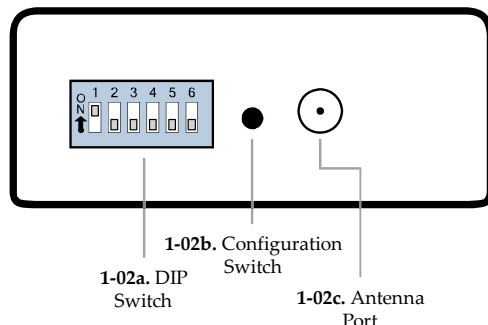 ON
1 2 3 4 5 6
1-02b. Configuration
Switch
1-02a. DIP
Switch
1-02c. Antenna
Port